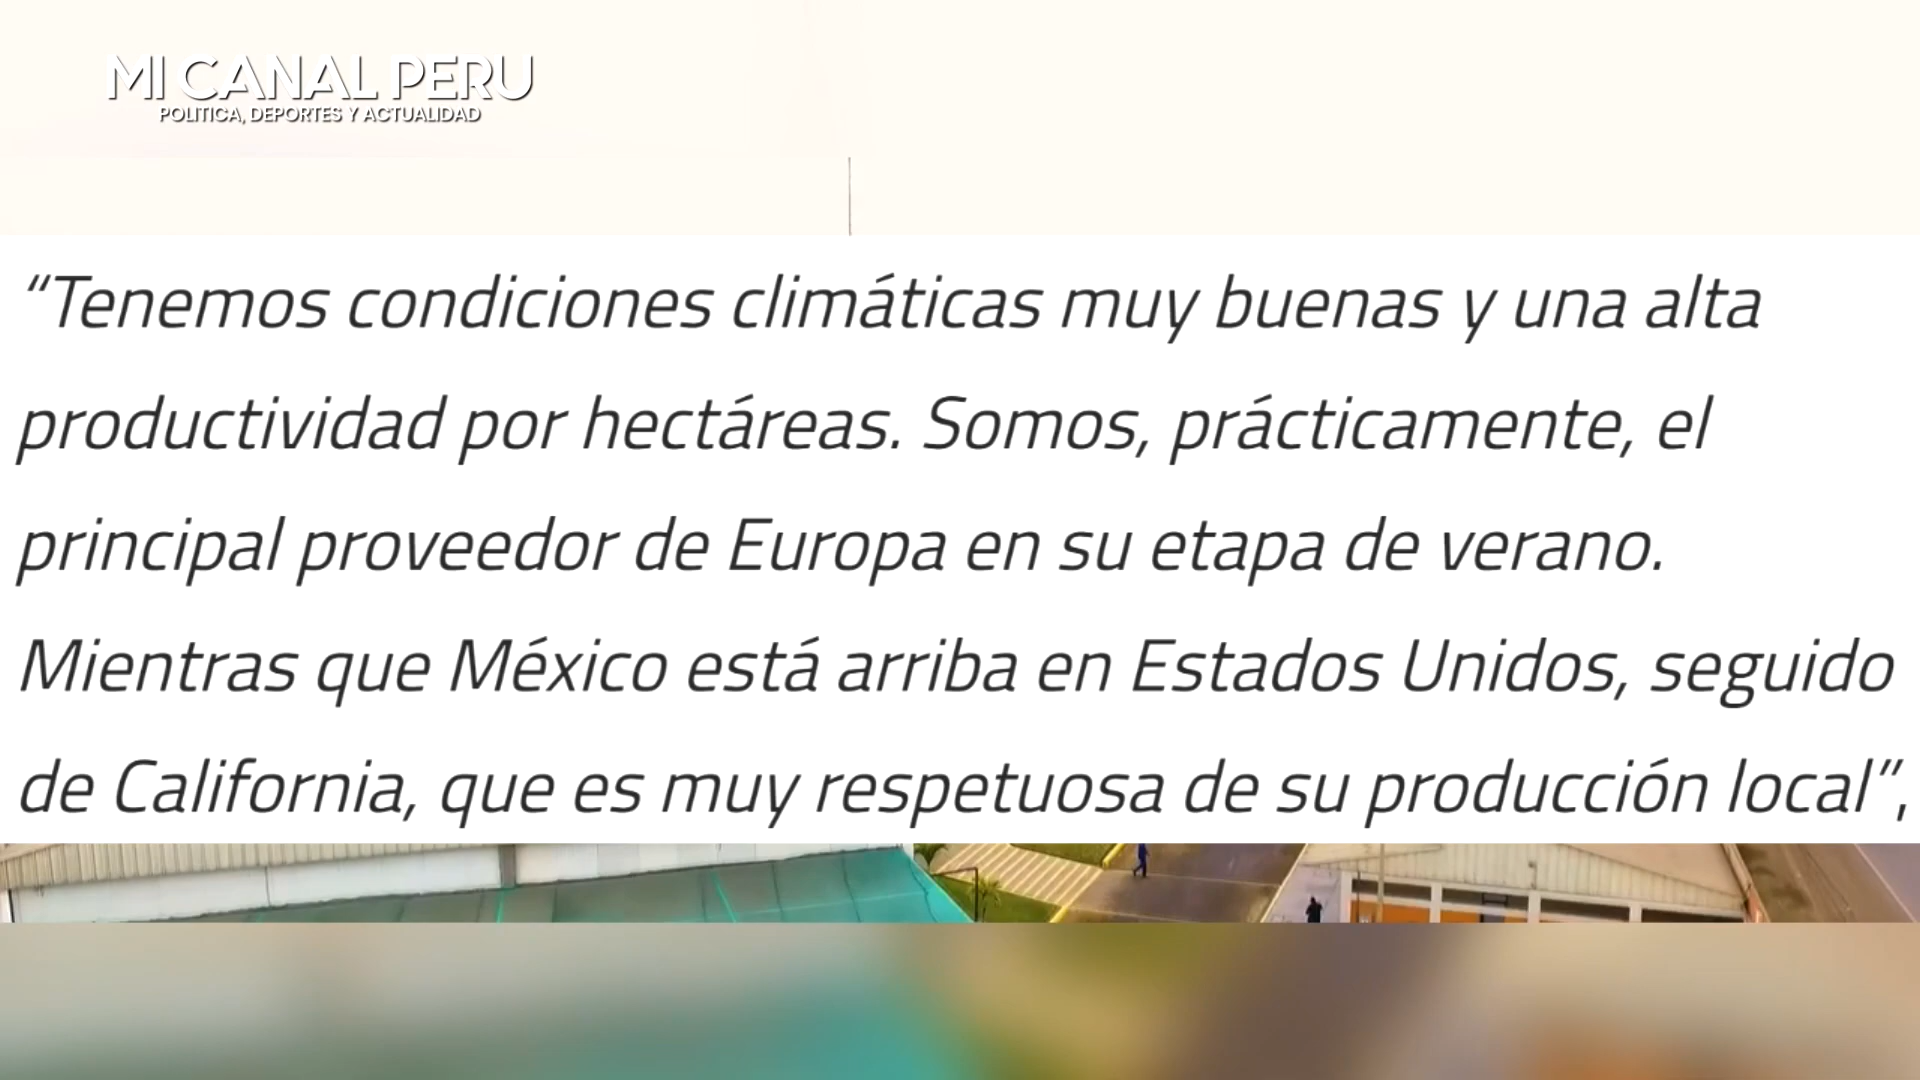 MI CANAL PERU
POLITICA, DEPORTES Y ACTUALIDAD
“Tenemos condiciones climáticas muy buenas y una alta
productividad por hectáreas. Somos, prácticamente, el
principal proveedor de Europa en su etapa de verano.
Mientras que México está arriba en Estados Unidos, seguido
de California, que es muy respetuosa de su producción local”,